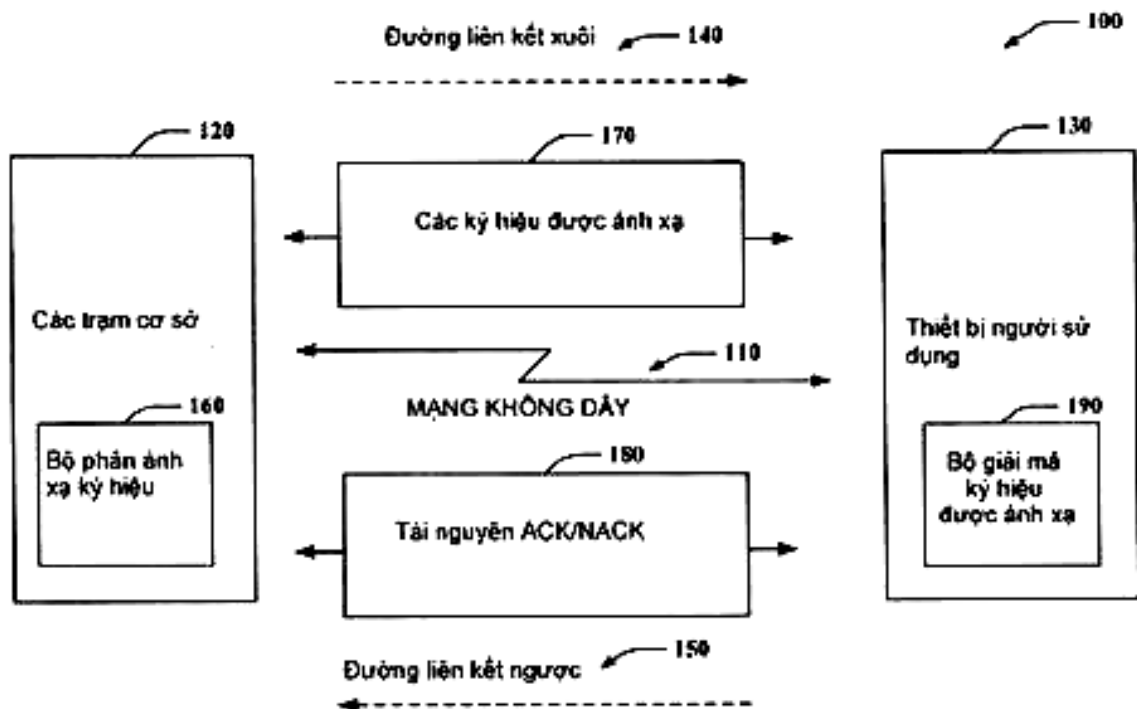 Đường liên kết xuôi
140
100
120
170
130
Các ký hiệu được ánh xạ
Các trạm cơ sở
Thiết bị người sử
dụng
110
MẠNG KHÔNG DÂY
160
190
Bộ phân ánh
xạ ký hiệu
Bộ giải mã
ký hiệu
được ánh xạ
180
Tài nguyên ACK/NACK
Đường liên kết ngược
150